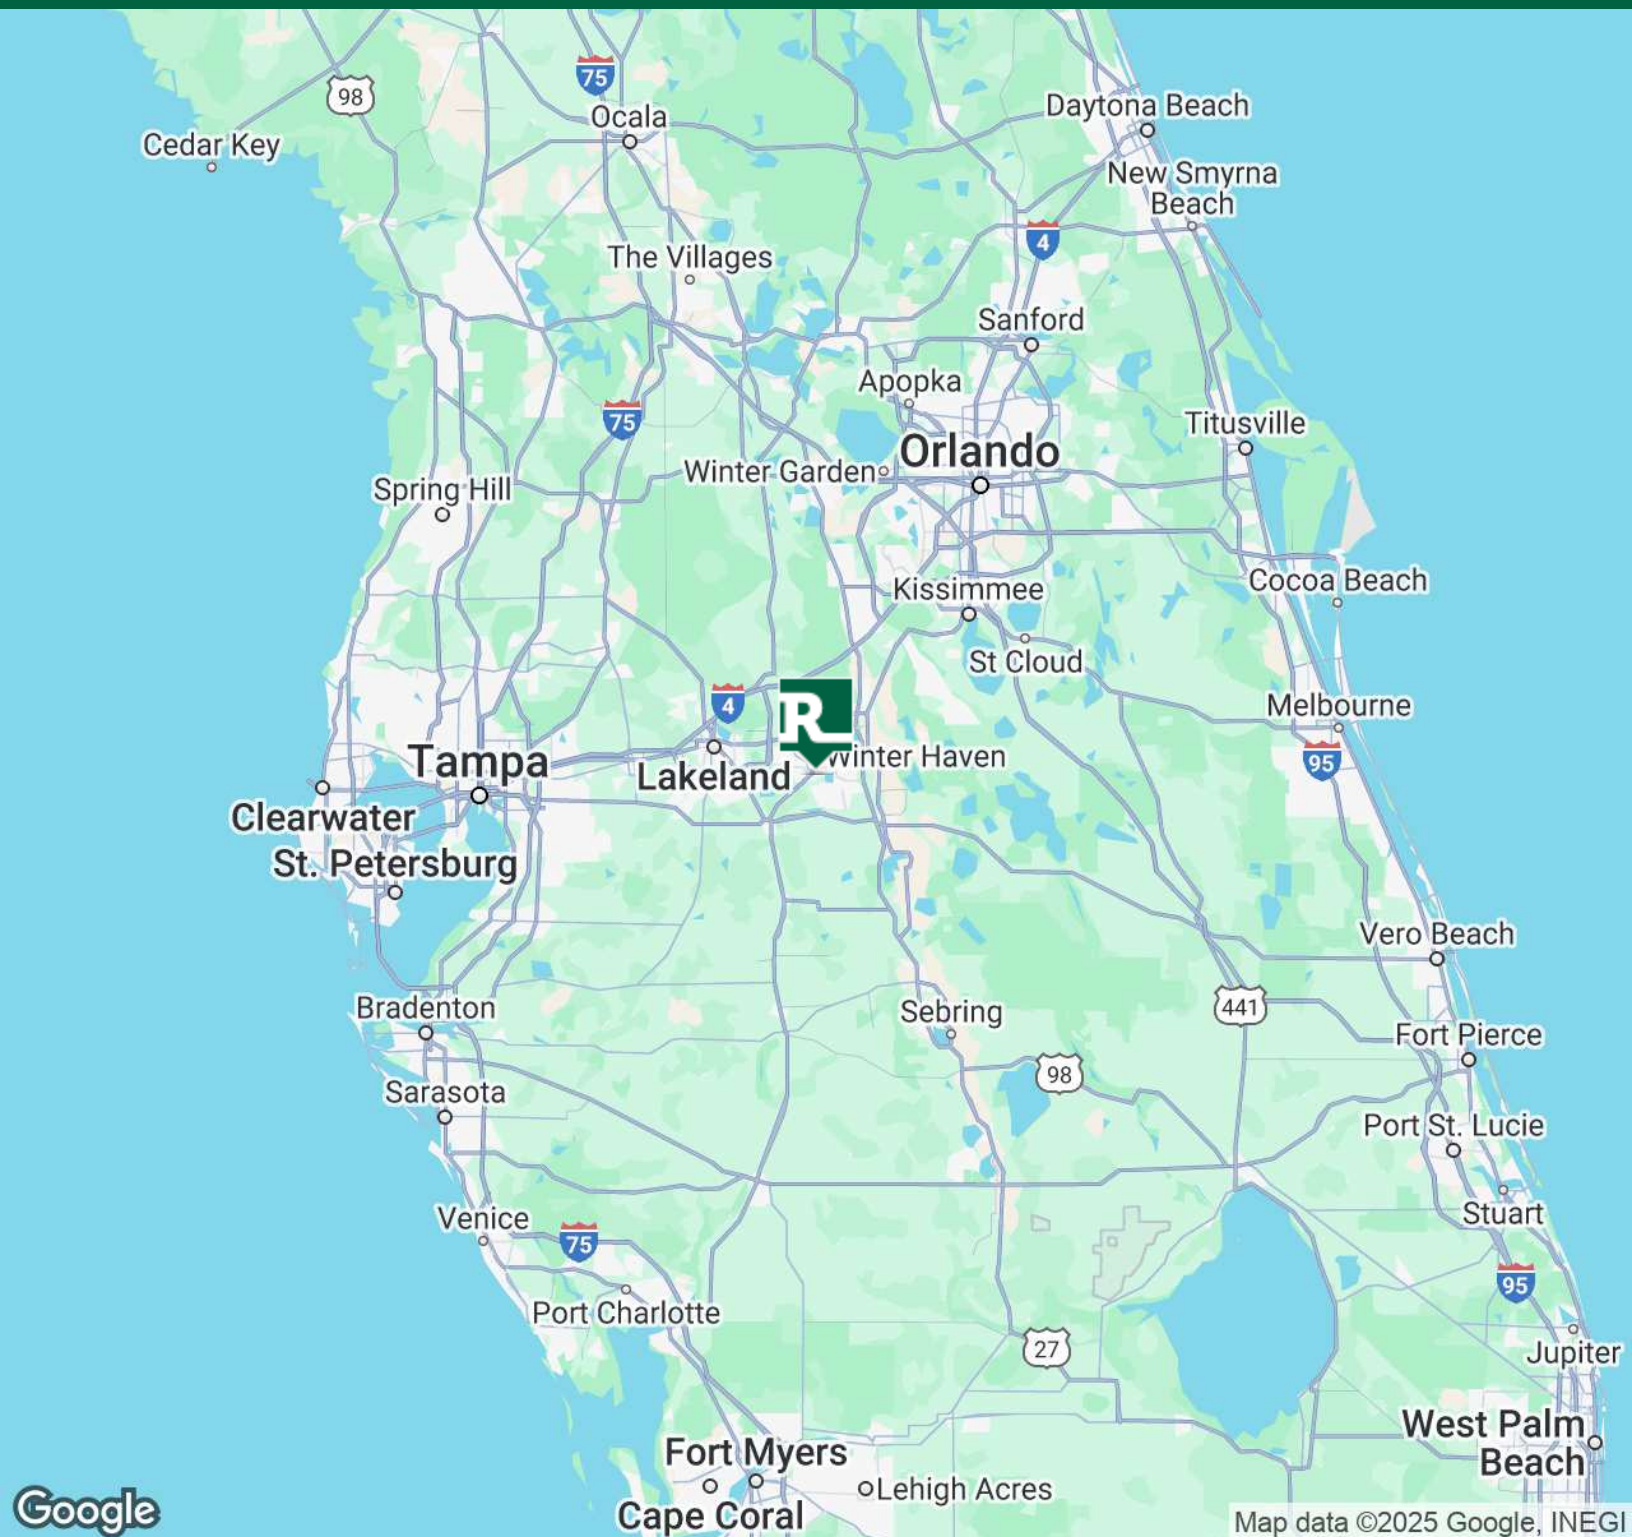 75
98
Ocala
Daytona Beach
Cedar Key
New Smyrna
Beach
4
The Villages
Sanford
Apopka
75
Titusville
Orlando
Winter Garden
Spring Hill
Kissimmee
Cocoa Beach
St Cloud
4
R
Melbourne
Winter Haven
Tampa
Lakeland
95
Clearwater
St. Petersburg
Vero Beach
Bradenton
Sebring
441
Fort Pierce
98
Sarasota
Port St. Lucie
Venice
75
Stuart
95
Port Charlotte
27
Jupiter
West Palm
Beach
Fort Myers
Lehigh Acres
Cape Coral
Google
Map data ©2025 Google, INEGI